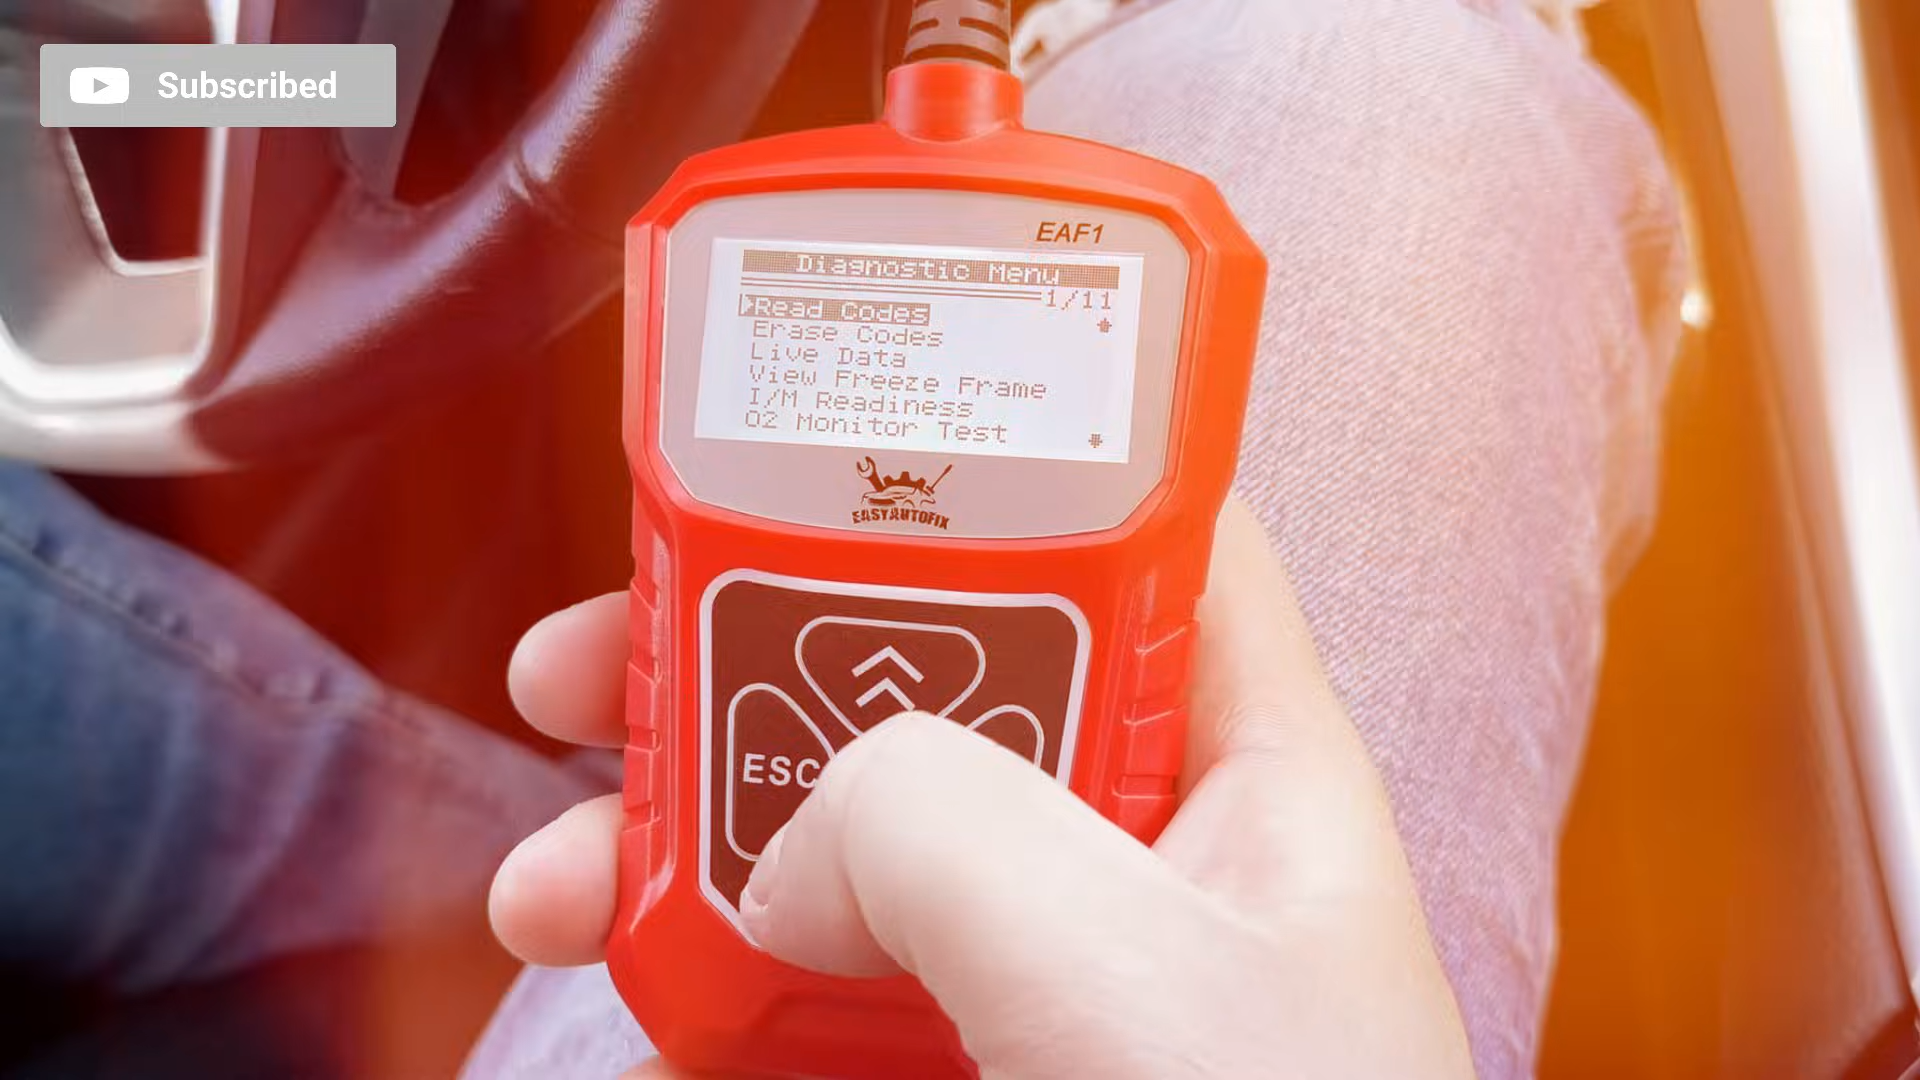 Subscribed
EAF1
Diagnostic Menu
1/11
Read Codes
Erase Codes
Live Data
View Freeze Frame
I/M Readiness
O2 Monitor Test
EASYAUTOFIX
ESC